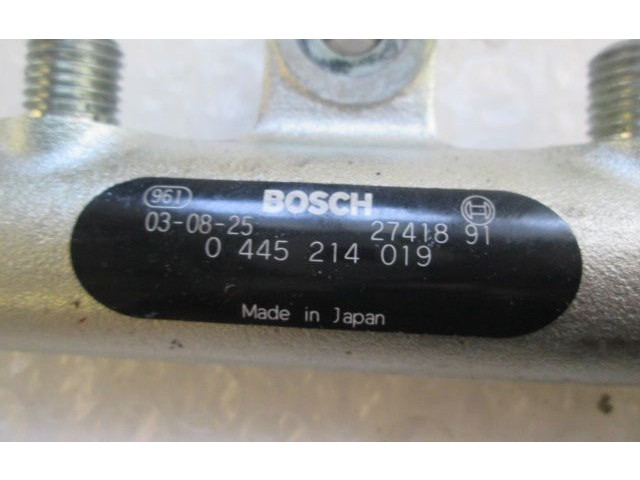 961 BOSCH
03-08-25 27418 91
0 445 214 019
Made in Japan